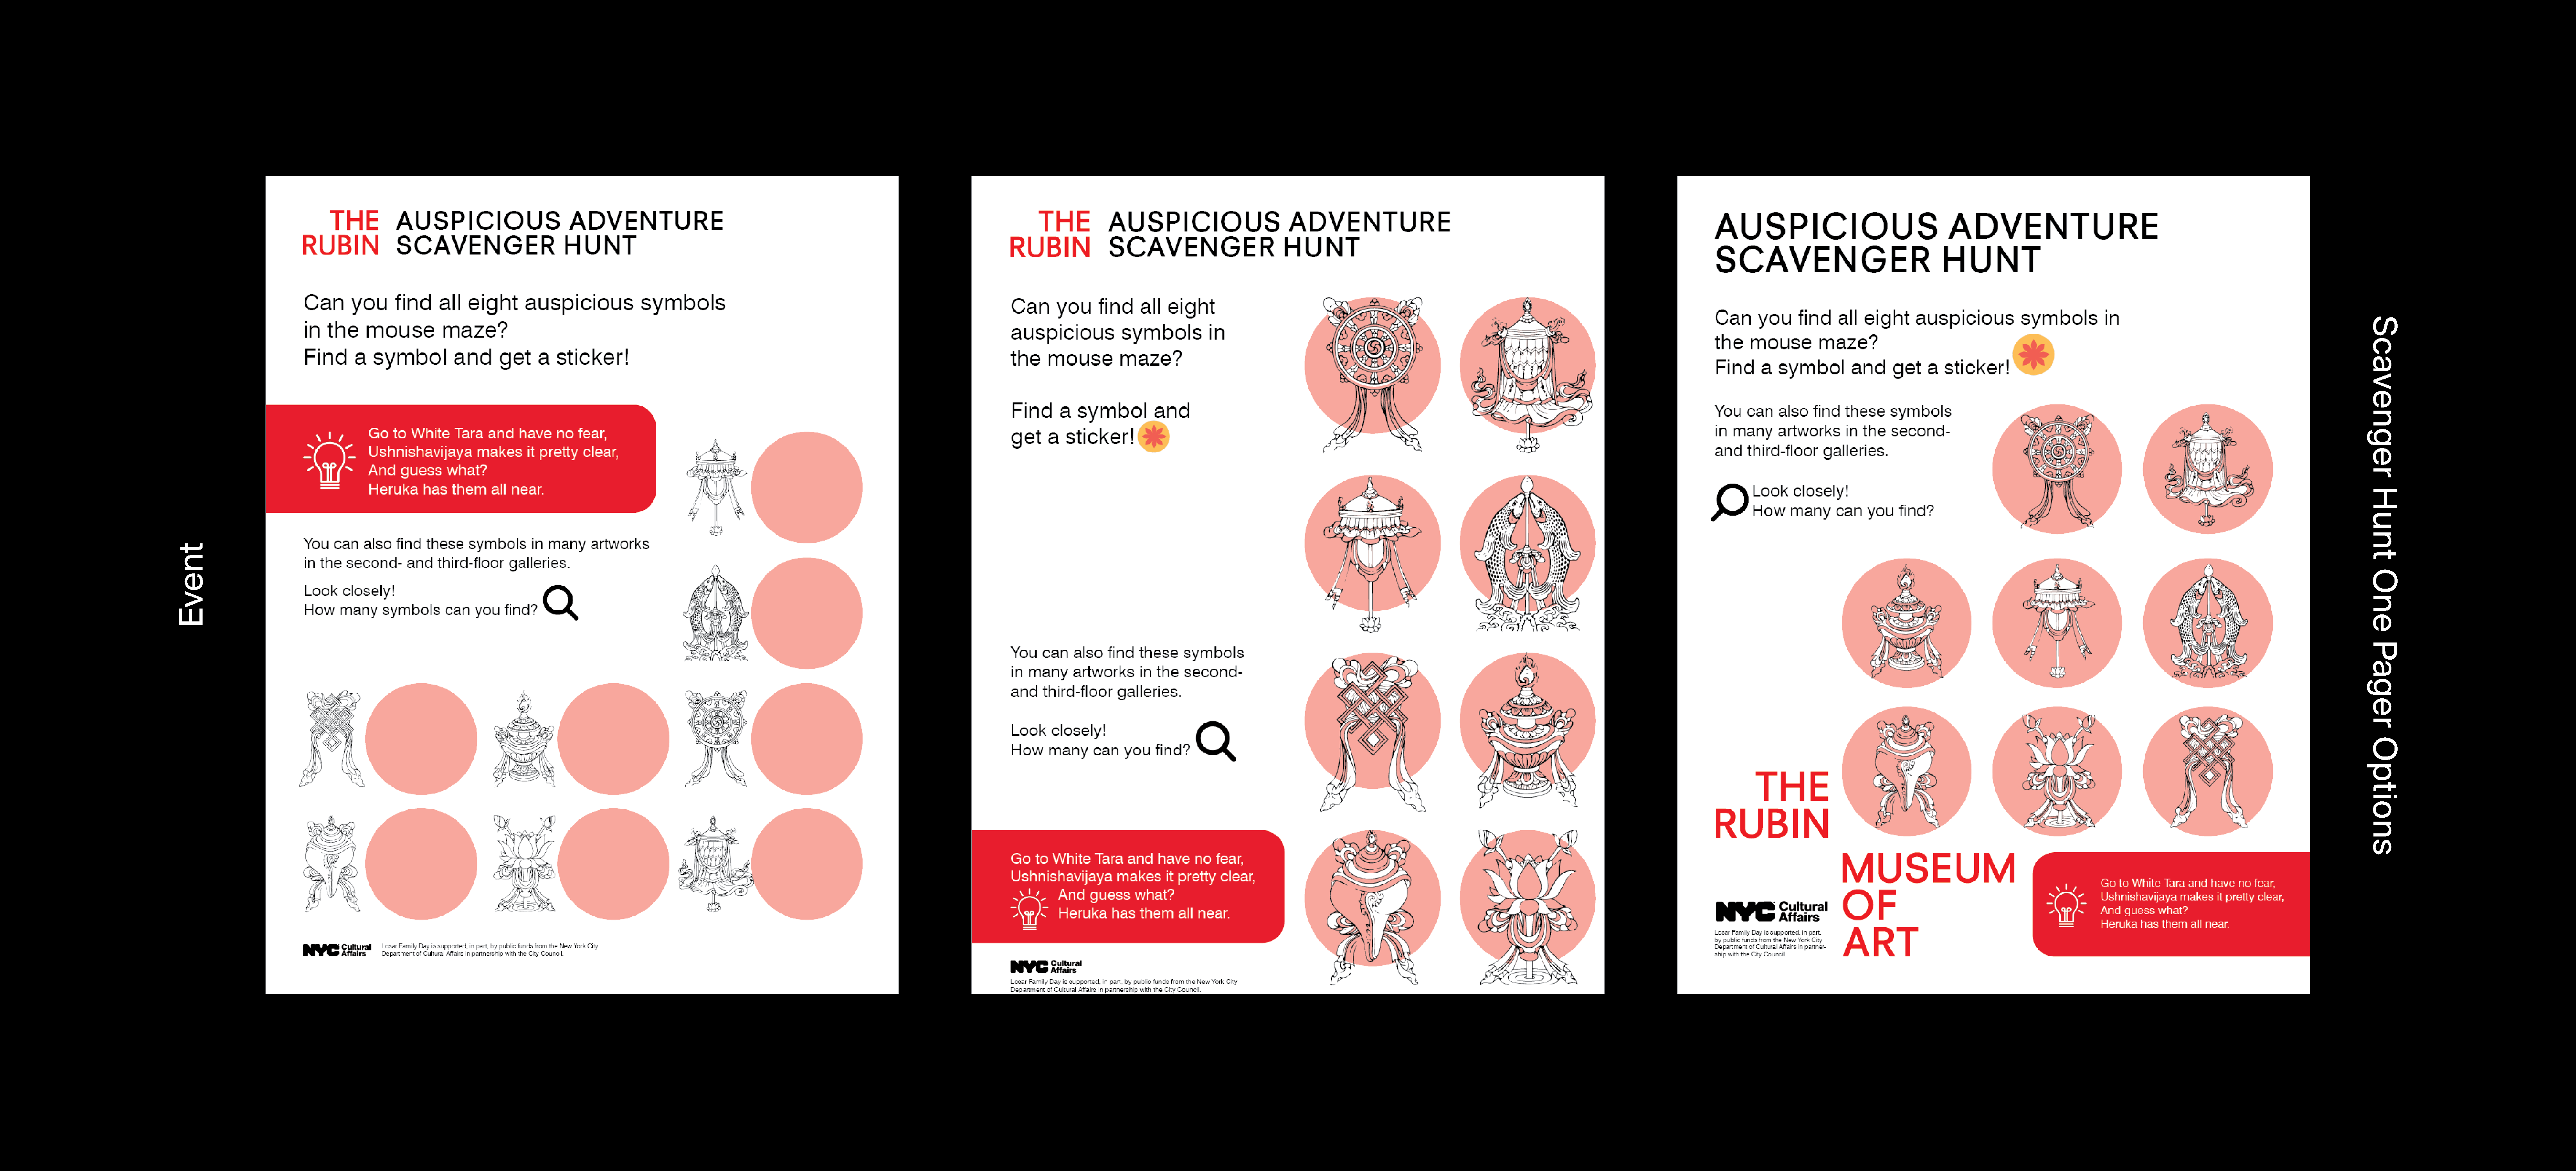 Event
THE RUBIN
AUSPICIOUS ADVENTURE
SCAVENGER HUNT
Can you find all eight auspicious symbols
in the mouse maze?
Find a symbol and get a sticker!
Go to White Tara and have no fear,
Ushnishavijaya makes it pretty clear,
And guess what?
Heruka has them all near.
You can also find these symbols in many artworks
in the second- and third-floor galleries.
Look closely!
How many symbols can you find?
NYC Cultural Affairs
Losar Family Day is supported, in part, by public funds from the New York City
Department of Cultural Affairs in partnership with the City Council.
THE RUBIN
AUSPICIOUS ADVENTURE
SCAVENGER HUNT
Can you find all eight
auspicious symbols in
the mouse maze?
Find a symbol and
get a sticker!
You can also find these symbols
in many artworks in the second-
and third-floor galleries.
Look closely!
How many can you find?
Go to White Tara and have no fear,
Ushnishavijaya makes it pretty clear,
And guess what?
Heruka has them all near.
NYC Cultural Affairs
Losar Family Day is supported, in part, by public funds from the New York City
Department of Cultural Affairs in partnership with the City Council.
AUSPICIOUS ADVENTURE
SCAVENGER HUNT
Can you find all eight auspicious symbols in
the mouse maze?
Find a symbol and get a sticker!
You can also find these symbols
in many artworks in the second-
and third-floor galleries.
Look closely!
How many can you find?
THE
RUBIN
MUSEUM
OF
ART
NYC Cultural Affairs
Losar Family Day is supported, in part,
by public funds from the New York City
Department of Cultural Affairs in partner-
ship with the City Council.
Go to White Tara and have no fear,
Ushnishavijaya makes it pretty clear,
And guess what?
Heruka has them all near.
Scavenger Hunt One Pager Options